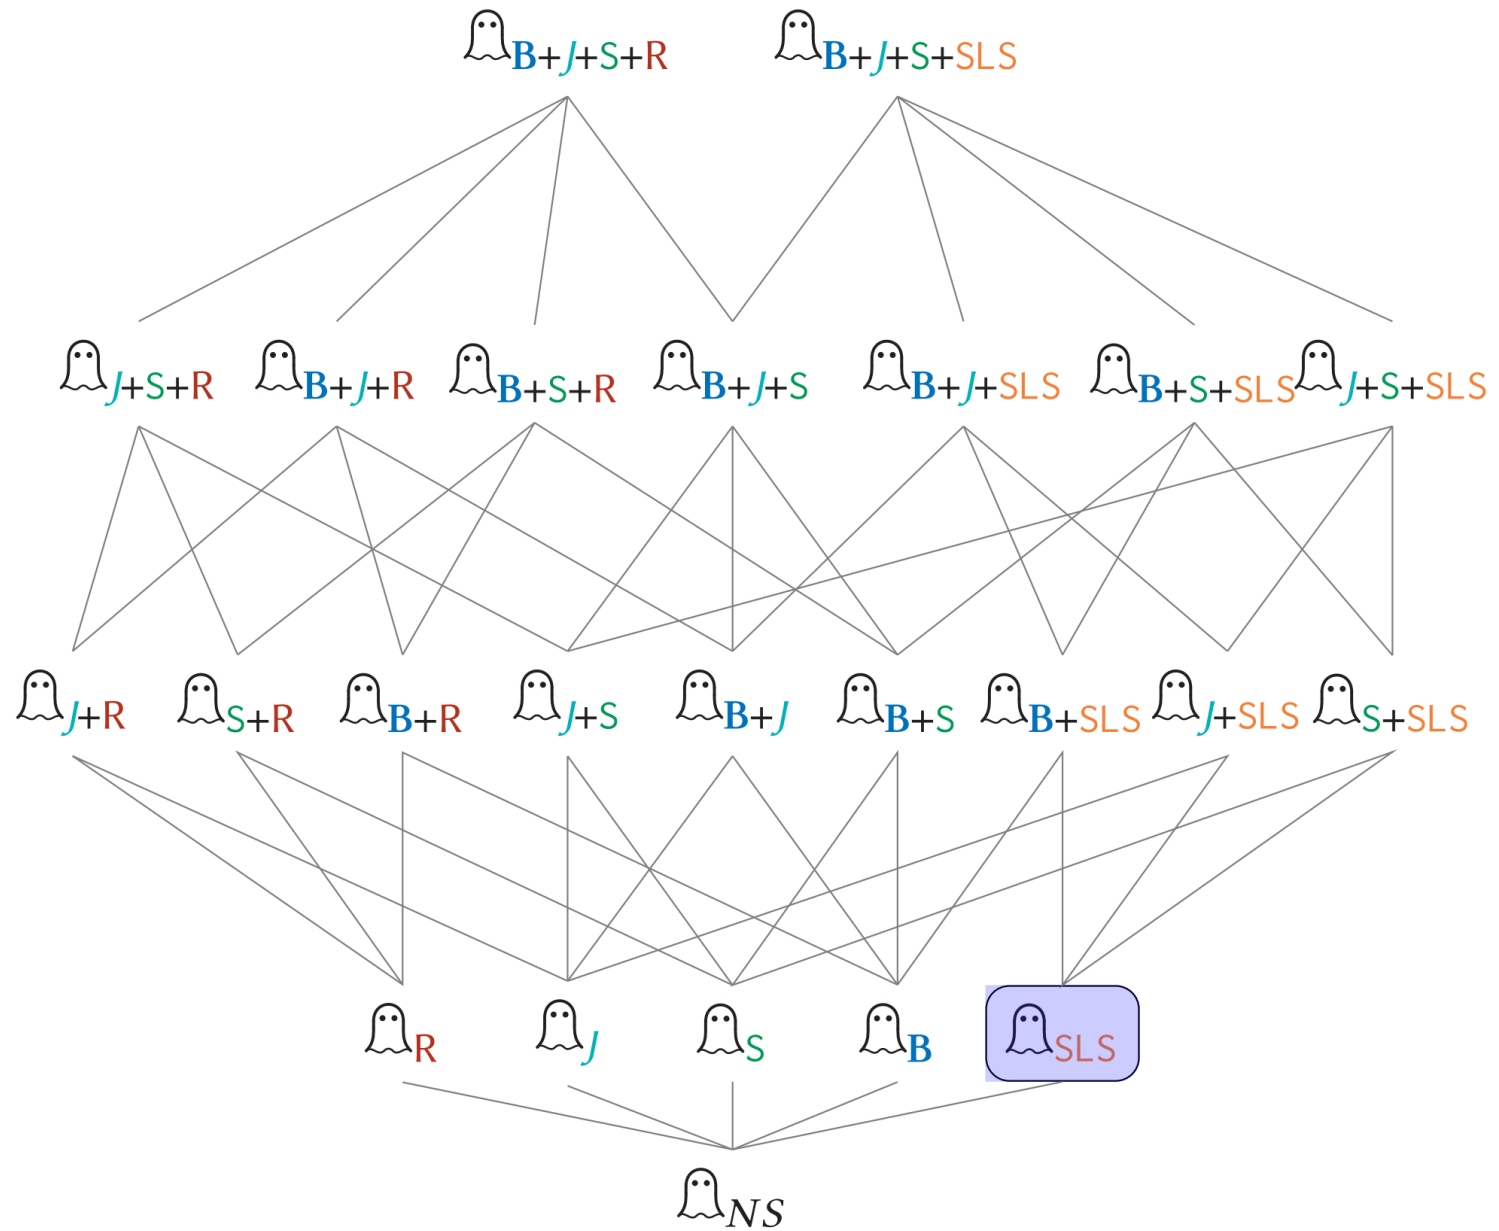 B+J+S+R B+J+S+SLS
J+S+R B+J+R B+S+R B+J+S B+J+SLS B+S+SLS J+S+SLS
J+R S+R B+R J+S B+J B+S B+SLS J+SLS S+SLS
R J S B SLS
NS